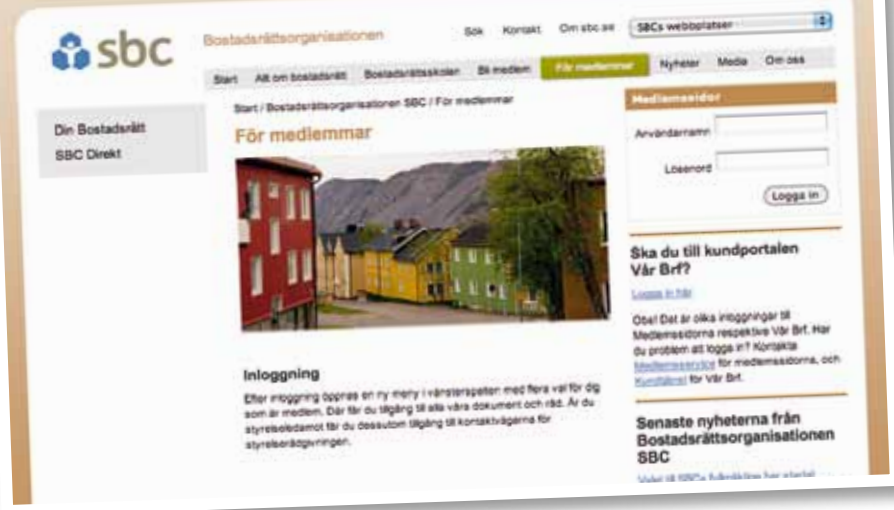 sbc
Bostadsrättsorganisationen
Sök Kontakt Om sbc.se SBCs webbplatser
Start Allt om bostadsrätt Bostadsrättsskolan Bli medlem För medlemmar Nyheter Media Om oss
Din Bostadsrätt
SBC Direkt
Start / Bostadsrättsorganisationen SBC / För medlemmar
För medlemmar
Inloggning
Efter inloggning öppnas en ny meny i vänsterspalten med flera val för dig
som är medlem. Där får du tillgång till alla våra dokument och råd. Är du
styrelseledamot får du dessutom tillgång till kontaktvägarna för
styrelserådgivningen.
Medlemssidor
Användarnamn
Lösenord
Logga in
Ska du till kundportalen
Vår Brf?
Logga in här
Obs! Det är olika inloggningar till
Medlemssidorna respektive Vår Brf. Har
du problem att logga in? Kontakta
Medlemsservice för medlemssidorna, och
Kundtjänst för Vår Brf.
Senaste nyheterna från
Bostadsrättsorganisationen
SBC
Valet till SBCs har startat